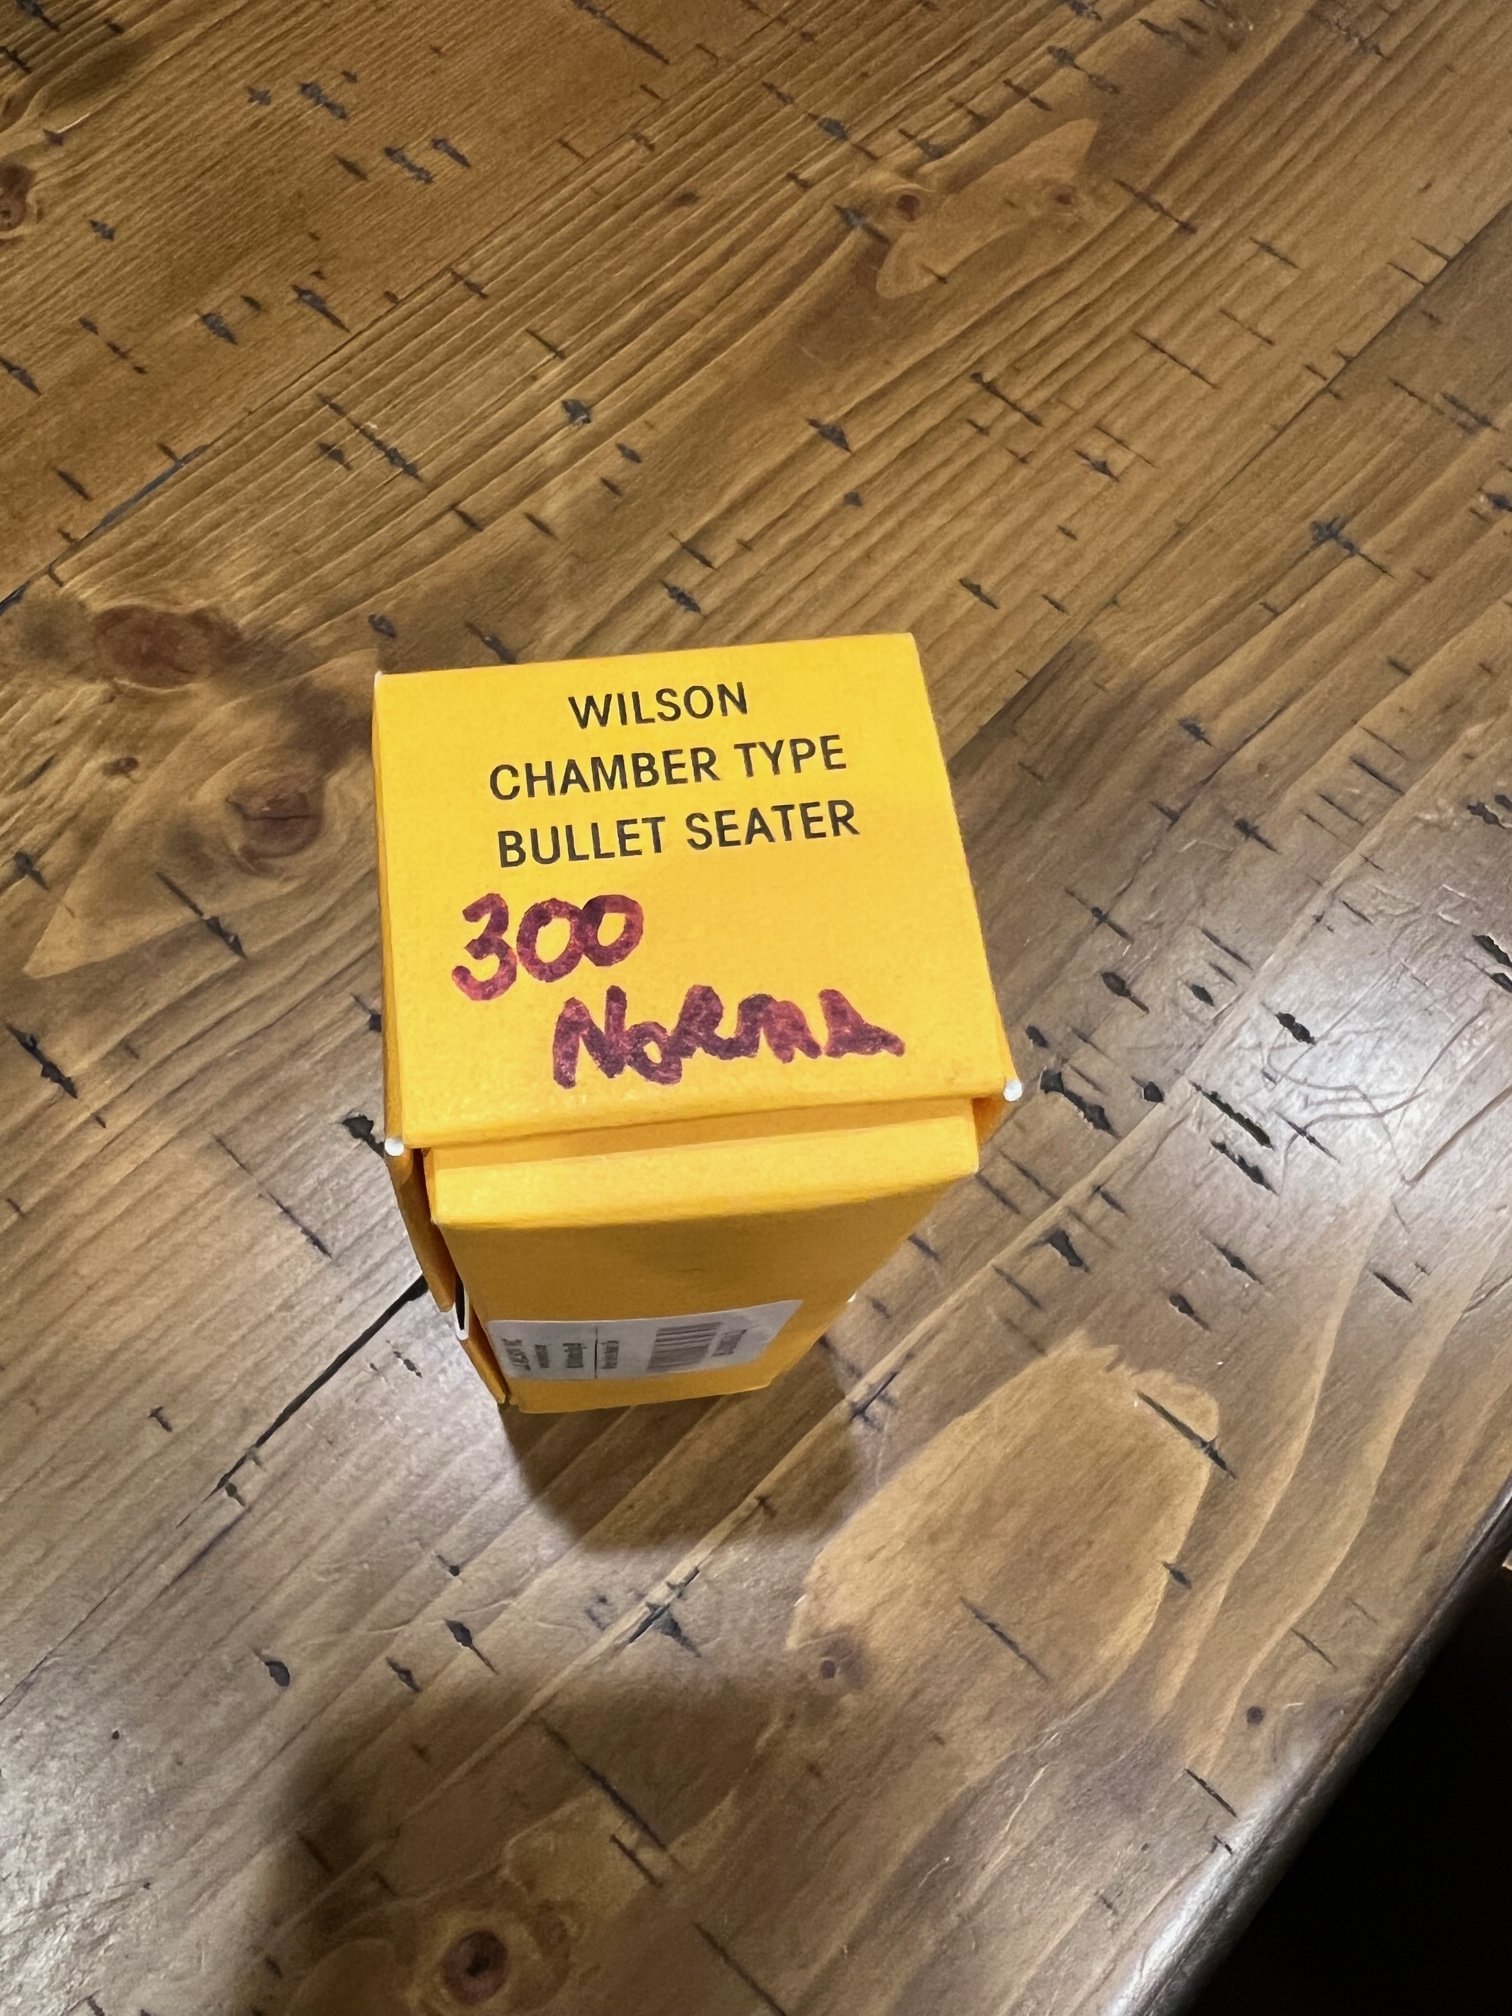 WILSON
CHAMBER TYPE
BULLET SEATER
300
Norma